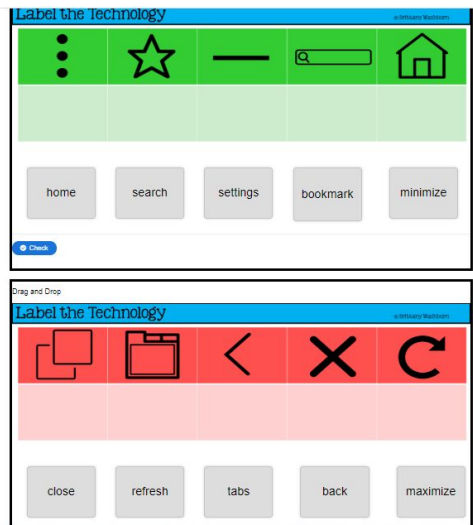 Label the Technology
© Brittany Washburn
home search settings bookmark minimize
Check
Drag and Drop
Label the Technology
© Brittany Washburn
close refresh tabs back maximize